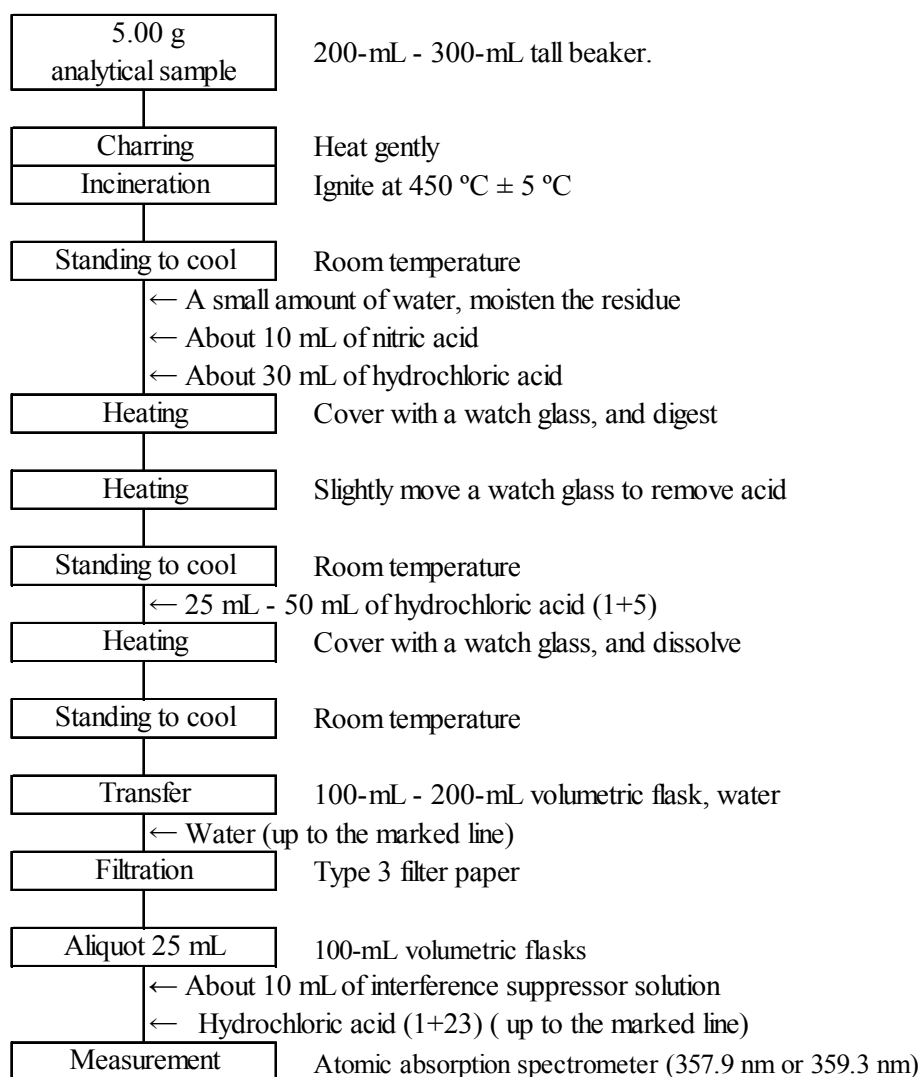 5.00 g
analytical sample
200-mL - 300-mL tall beaker.
Charring
Heat gently
Incineration
Ignite at 450 ºC ± 5 ºC
Standing to cool
Room temperature
← A small amount of water, moisten the residue
← About 10 mL of nitric acid
← About 30 mL of hydrochloric acid
Heating
Cover with a watch glass, and digest
Heating
Slightly move a watch glass to remove acid
Standing to cool
Room temperature
← 25 mL - 50 mL of hydrochloric acid (1+5)
Heating
Cover with a watch glass, and dissolve
Standing to cool
Room temperature
Transfer
100-mL - 200-mL volumetric flask, water
← Water (up to the marked line)
Filtration
Type 3 filter paper
Aliquot 25 mL
100-mL volumetric flasks
← About 10 mL of interference suppressor solution
← Hydrochloric acid (1+23) ( up to the marked line)
Measurement
Atomic absorption spectrometer (357.9 nm or 359.3 nm)